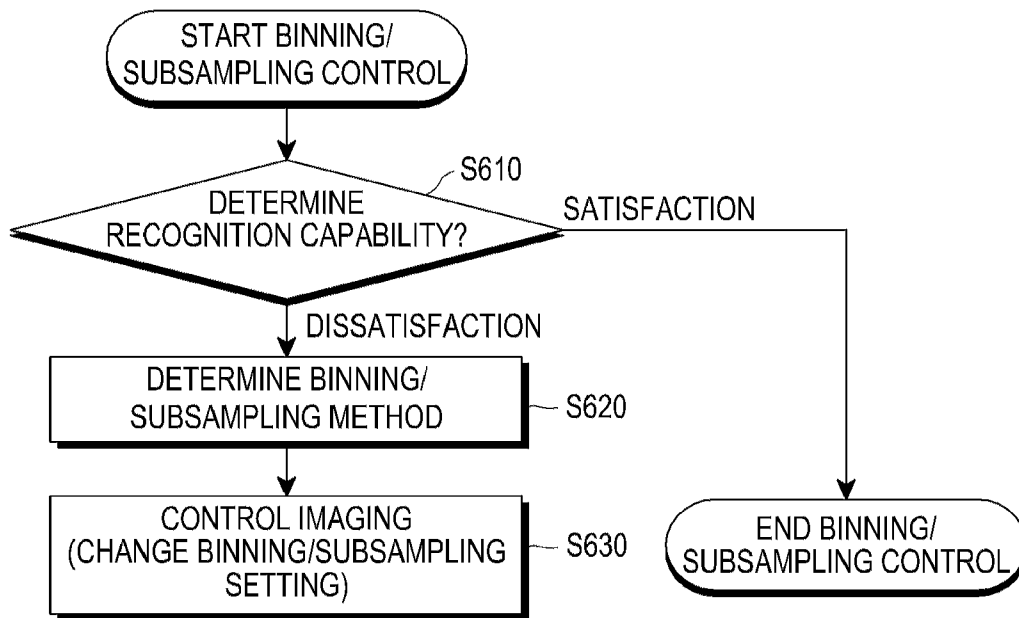 START BINNING/
SUBSAMPLING CONTROL
S610
DETERMINE
RECOGNITION CAPABILITY?
SATISFACTION
DISSATISFACTION
DETERMINE BINNING/
SUBSAMPLING METHOD
S620
CONTROL IMAGING
(CHANGE BINNING/SUBSAMPLING
SETTING)
S630
END BINNING/
SUBSAMPLING CONTROL